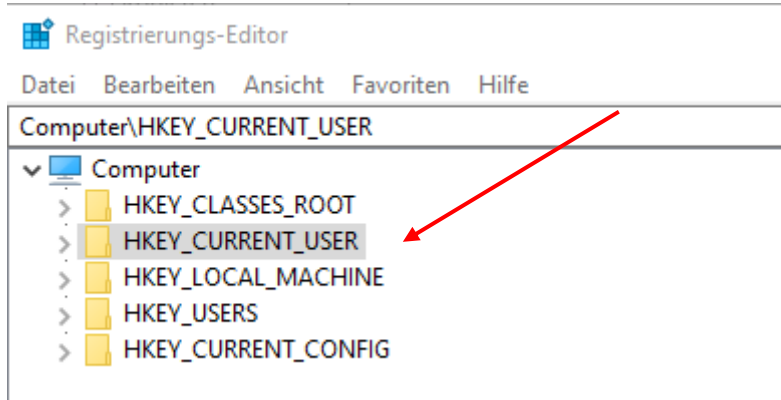 Registrierungs-Editor
Datei Bearbeiten Ansicht Favoriten Hilfe
Computer\HKEY_CURRENT_USER
Computer
HKEY_CLASSES_ROOT
HKEY_CURRENT_USER
HKEY_LOCAL_MACHINE
HKEY_USERS
HKEY_CURRENT_CONFIG